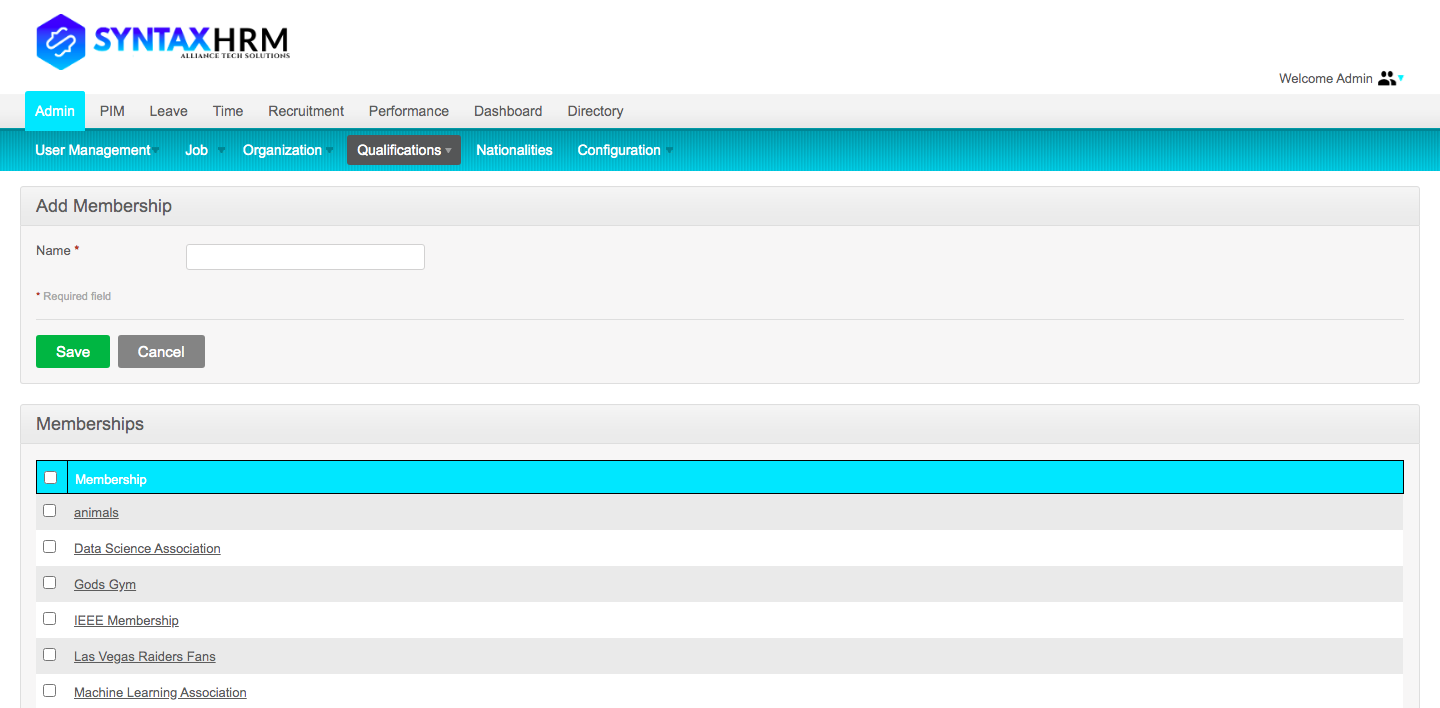 SYNTAXHRM
ALLIANCE TECH SOLUTIONS
Welcome Admin
Admin PIM Leave Time Recruitment Performance Dashboard Directory
User Management Job Organization Qualifications Nationalities Configuration
Add Membership
Name *
* Required field
Save Cancel
Memberships
Membership
animals
Data Science Association
Gods Gym
IEEE Membership
Las Vegas Raiders Fans
Machine Learning Association